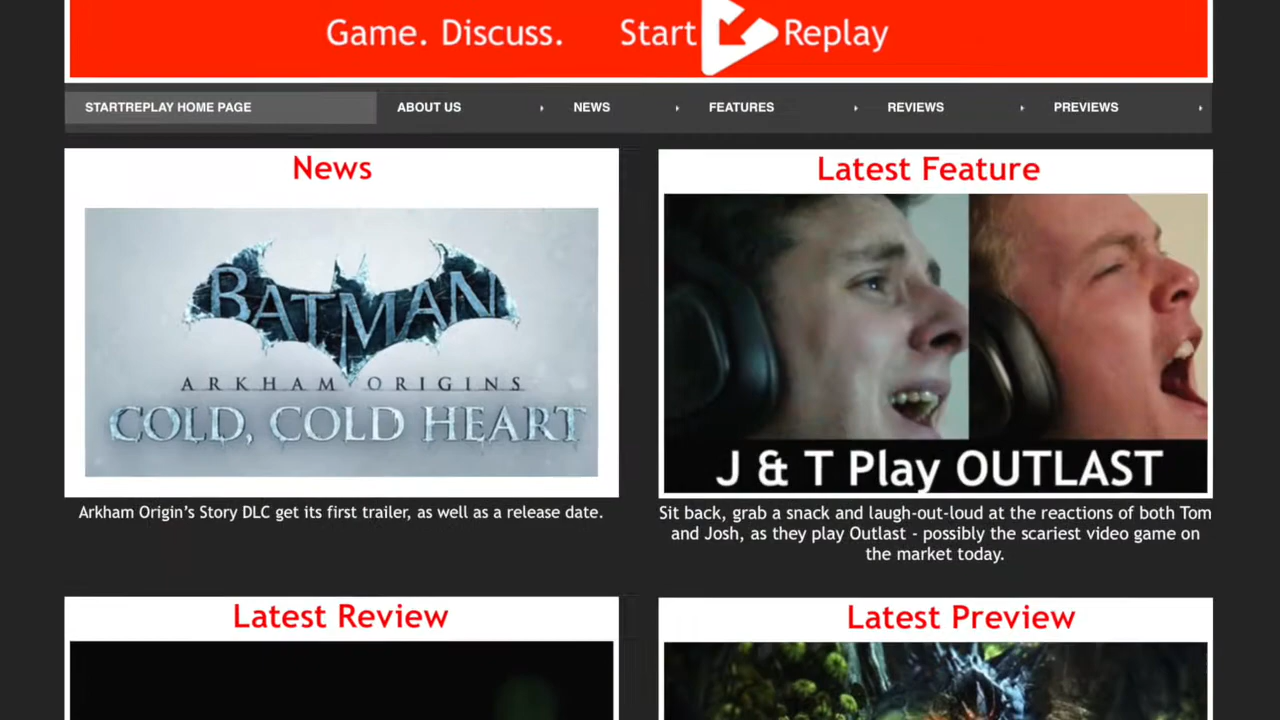 Game. Discuss. Start Replay
STARTREPLAY HOME PAGE ABOUT US NEWS FEATURES REVIEWS PREVIEWS
News
BATMAN
ARKHAM ORIGINS
COLD, COLD HEART
Arkham Origin's Story DLC get its first trailer, as well as a release date.
Latest Feature
J & T Play OUTLAST
Sit back, grab a snack and laugh-out-loud at the reactions of both Tom
and Josh, as they play Outlast - possibly the scariest video game on
the market today.
Latest Review
Latest Preview